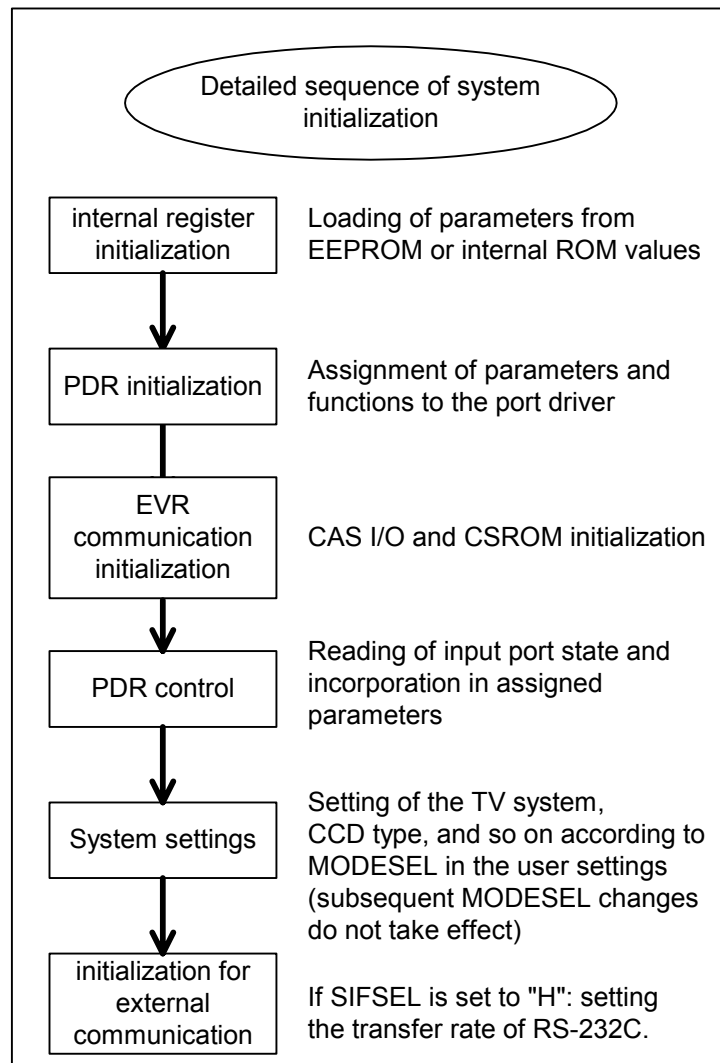 Detailed sequence of system
initialization
internal register
initialization
Loading of parameters from
EEPROM or internal ROM values
PDR initialization
Assignment of parameters and
functions to the port driver
EVR
communication
initialization
CAS I/O and CSROM initialization
PDR control
Reading of input port state and
incorporation in assigned
parameters
System settings
Setting of the TV system,
CCD type, and so on according to
MODESEL in the user settings
(subsequent MODESEL changes
do not take effect)
initialization for
external
communication
If SIFSEL is set to "H": setting
the transfer rate of RS-232C.